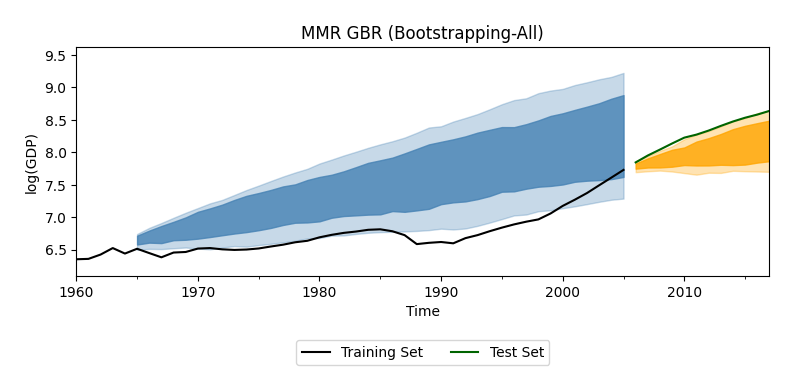 MMR GBR (Bootstrapping-All)
9.5
9.0
8.5
8.0
7.5
7.0
6.5
log(GDP)
1960 1970 1980 1990 2000 2010
Time
Training Set Test Set